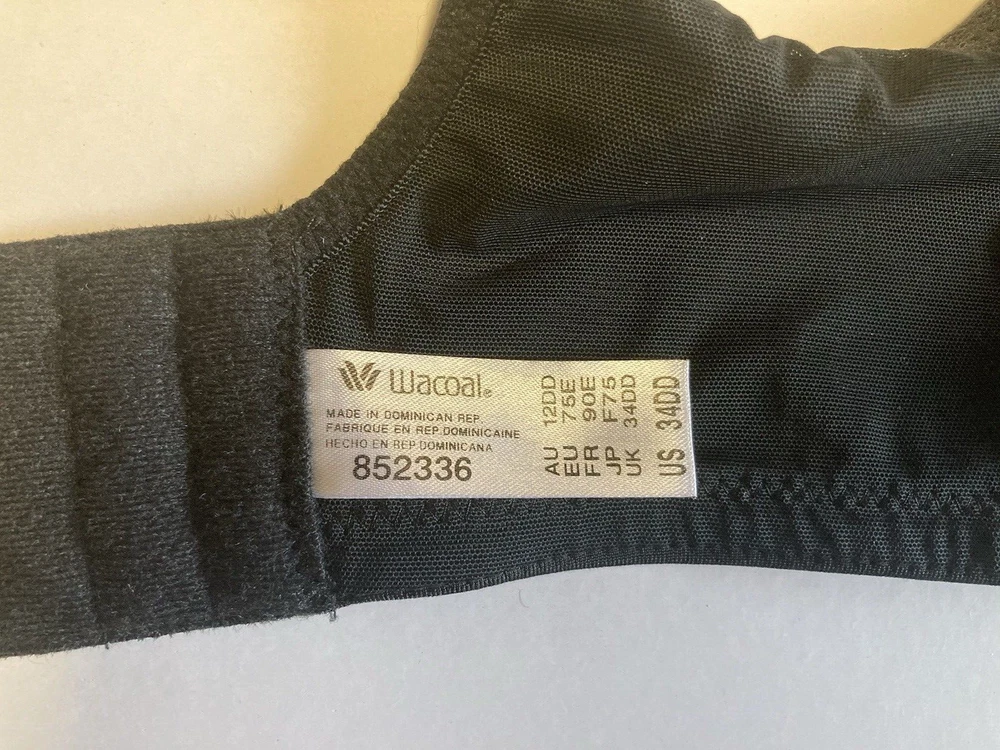 Wacoal®
MADE IN DOMINICAN REP.
FABRIQUE EN REP.DOMINICAINE
HECHO EN REP.DOMINICANA
852336
AU 12DD
EU 75E
FR 90E
JP F75
UK 34DD
US 34DD